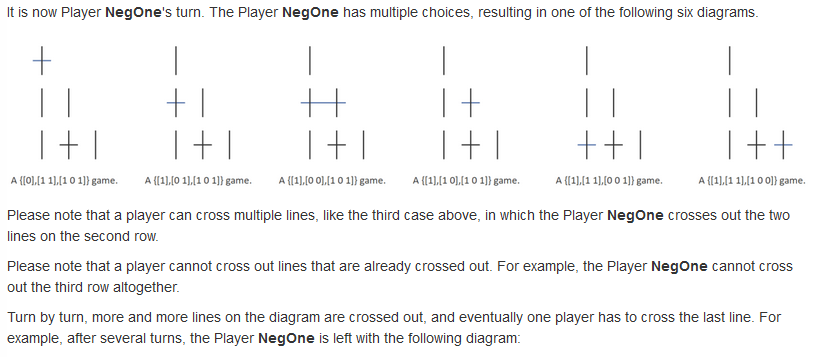 It is now Player NegOne's turn. The Player NegOne has multiple choices, resulting in one of the following six diagrams.
A {[0],[1 1],[1 0 1]} game. A {[1],[0 1],[1 0 1]} game. A {[1],[0 0],[1 0 1]} game. A {[1],[1 0],[1 0 1]} game. A {[1],[1 1],[0 0 1]} game. A {[1],[1 1],[1 0 0]} game.
Please note that a player can cross multiple lines, like the third case above, in which the Player NegOne crosses out the two
lines on the second row.
Please note that a player cannot cross out lines that are already crossed out. For example, the Player NegOne cannot cross
out the third row altogether.
Turn by turn, more and more lines on the diagram are crossed out, and eventually one player has to cross the last line. For
example, after several turns, the Player NegOne is left with the following diagram: